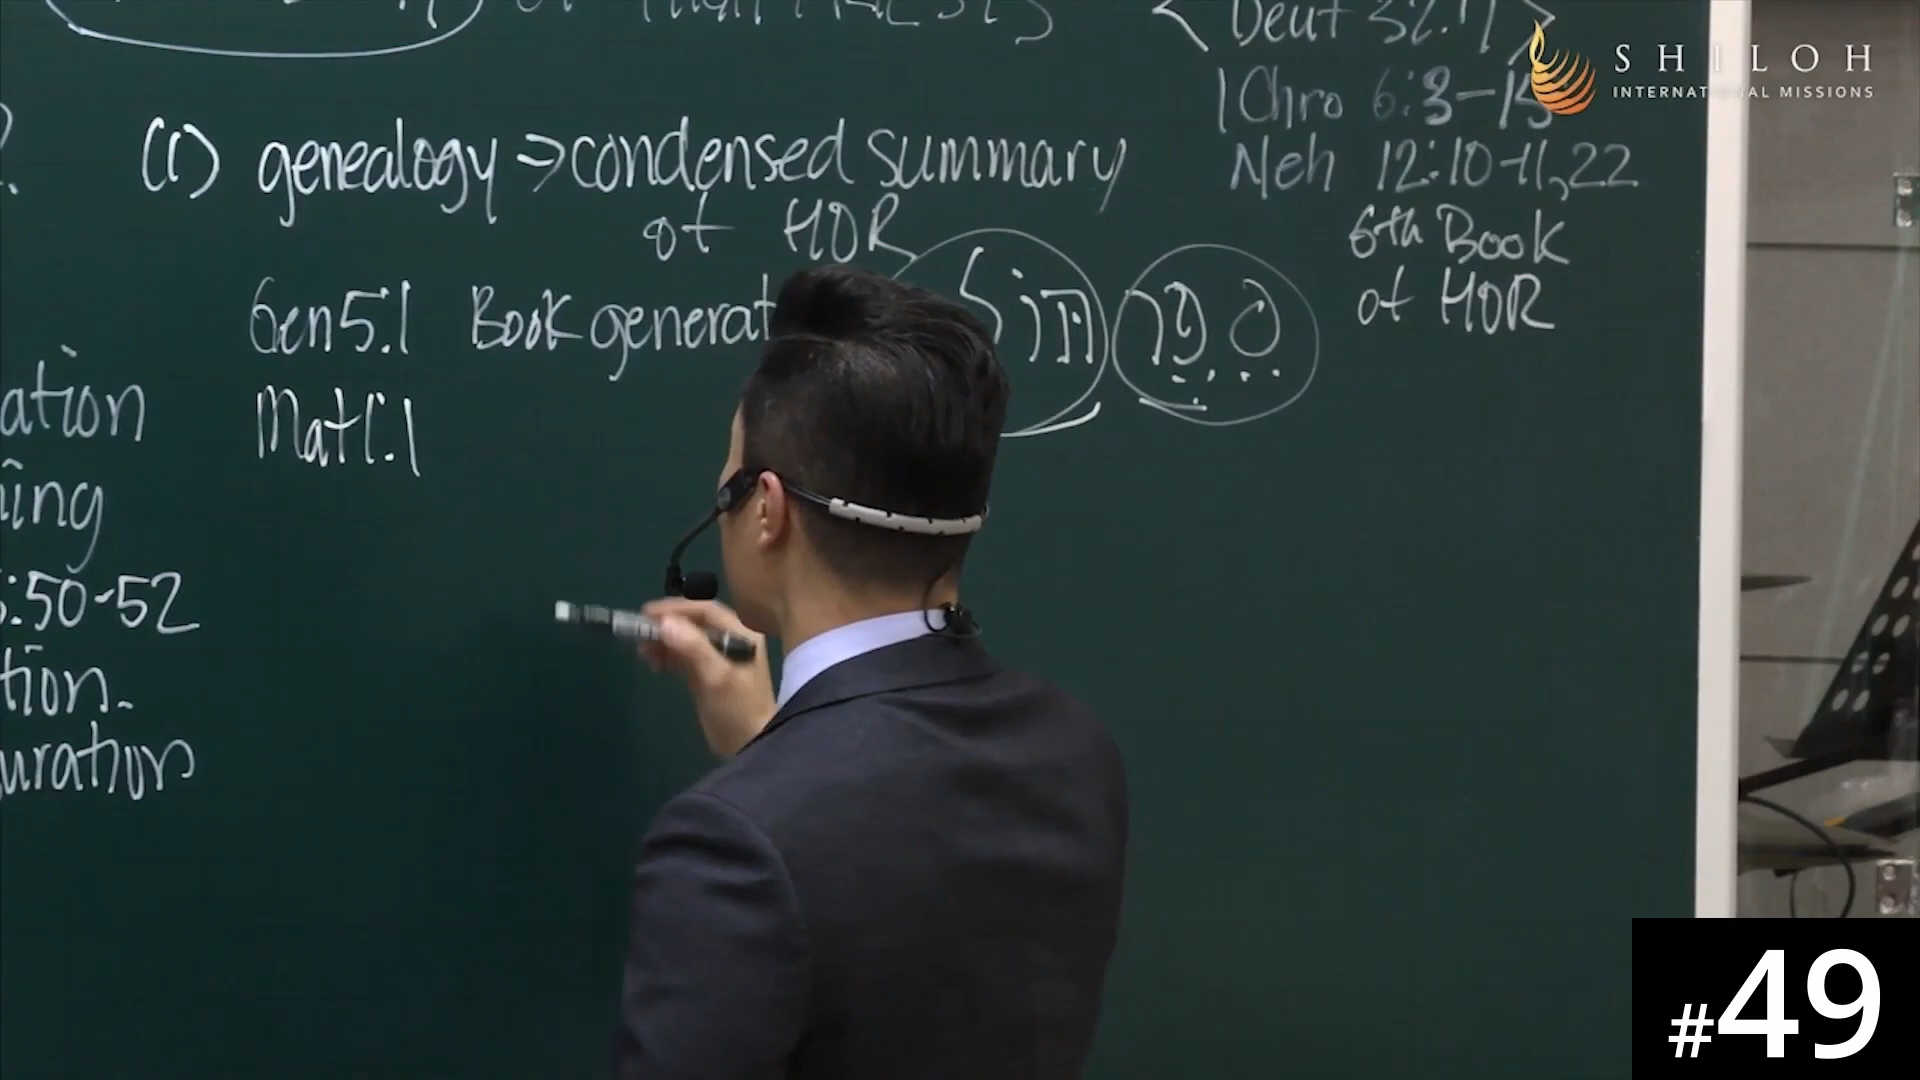 Deut 32:7
1 Chro 6:3-15
Neh 12:10-11,22
6th Book
of HOR
(1) genealogy => condensed summary
of HOR
Gen 5:1 Book generat
Mat 1:1
ation
ing
:50-52
tion-
uration
SHILOH
INTERNATIONAL MISSIONS
#49